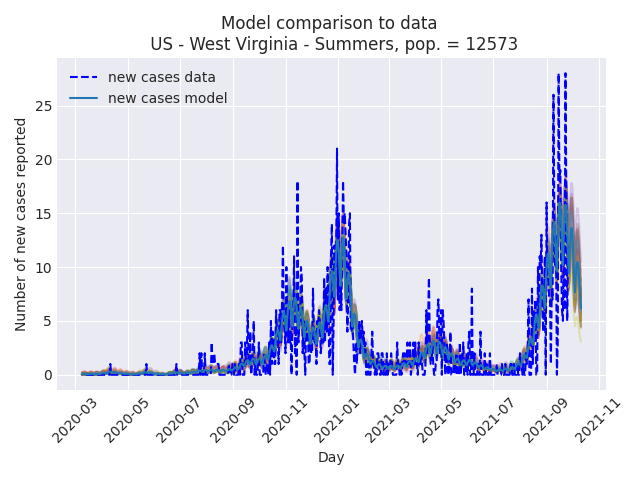 Model comparison to data
US - West Virginia - Summers, pop. = 12573
new cases data
new cases model
Number of new cases reported
25
20
15
10
5
0
2020-03
2020-05
2020-07
2020-09
2020-11
2021-01
2021-03
2021-05
2021-07
2021-09
2021-11
Day